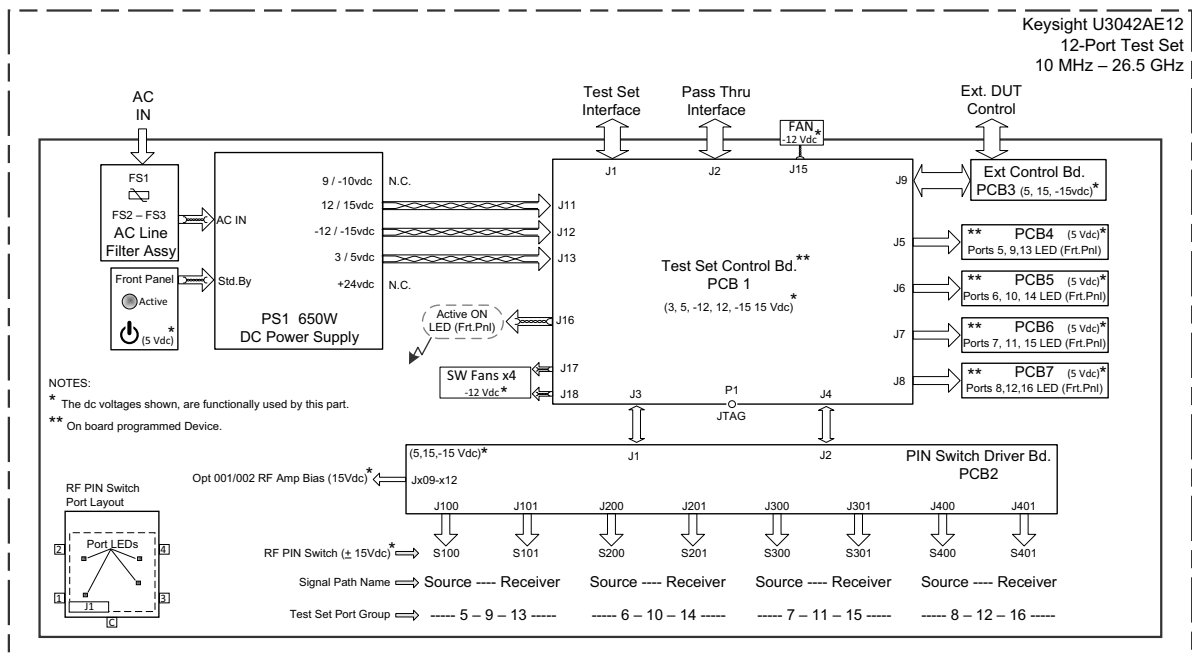 Keysight U3042AE12
12-Port Test Set
10 MHz – 26.5 GHz
AC
IN
Test Set
Interface
Pass Thru
Interface
Ext. DUT
Control
FAN
-12 Vdc*
FS1
FS2 – FS3
AC Line
Filter Assy
9 / -10vdc
N.C.
12 / 15vdc
-12 / -15vdc
3 / 5vdc
+24vdc
N.C.
AC IN
Std.By
PS1 650W
DC Power Supply
Front Panel
Active
(5 Vdc)*
J1
J2
J15
J9
J11
J12
J13
J5
J6
J7
J8
J16
J17
J18
J3
P1
JTAG
J4
Test Set Control Bd.**
PCB 1
(3, 5, -12, 12, -15 15 Vdc)*
Ext Control Bd.
PCB3 (5, 15, -15vdc)*
** PCB4 (5 Vdc)*
Ports 5, 9,13 LED (Frt.Pnl)
** PCB5 (5 Vdc)*
Ports 6, 10, 14 LED (Frt.Pnl)
** PCB6 (5 Vdc)*
Ports 7, 11, 15 LED (Frt.Pnl)
** PCB7 (5 Vdc)*
Ports 8,12,16 LED (Frt.Pnl)
Active ON
LED (Frt.Pnl)
SW Fans x4
-12 Vdc*
NOTES:
* The dc voltages shown, are functionally used by this part.
** On board programmed Device.
(5,15,-15 Vdc)*
J1
J2
PIN Switch Driver Bd.
PCB2
Opt 001/002 RF Amp Bias (15Vdc)*
Jx09-x12
J100
J101
J200
J201
J300
J301
J400
J401
RF PIN Switch
Port Layout
Port LEDs
2
4
1
3
J1
C
RF PIN Switch (± 15Vdc)*
S100
S101
S200
S201
S300
S301
S400
S401
Signal Path Name
Source ---- Receiver
Source ---- Receiver
Source ---- Receiver
Source ---- Receiver
Test Set Port Group
----- 5 – 9 – 13 -----
----- 6 – 10 – 14 -----
----- 7 – 11 – 15 -----
----- 8 – 12 – 16 -----